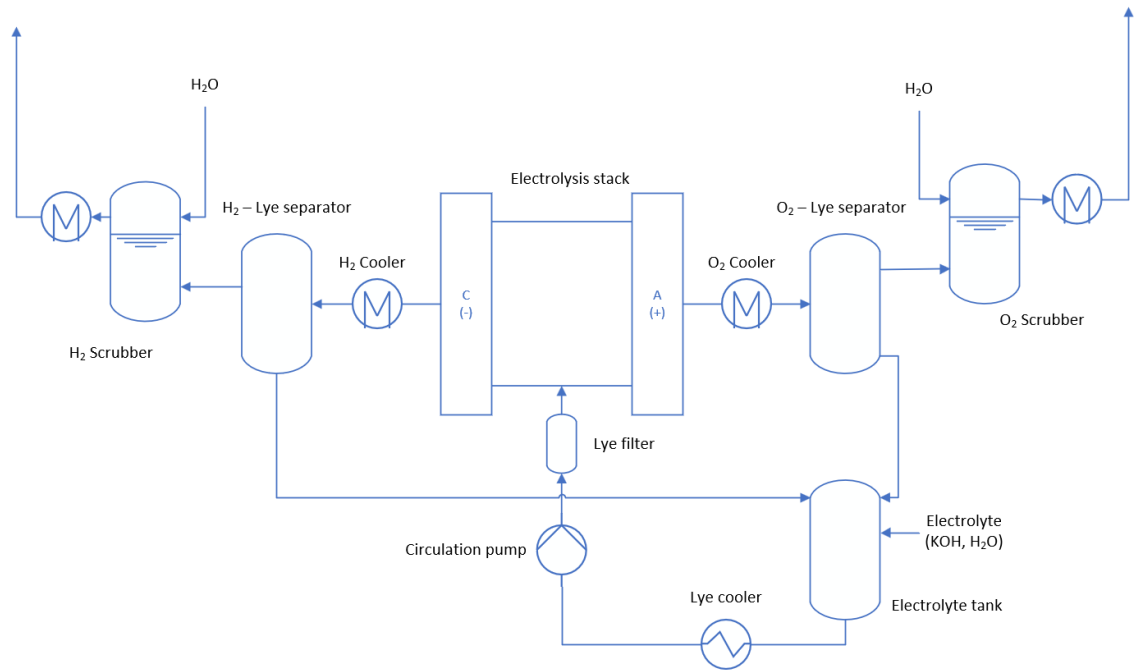 H₂O
H₂O
Electrolysis stack
H₂ – Lye separator
O₂ – Lye separator
H₂ Cooler
O₂ Cooler
C
(-)
A
(+)
O₂ Scrubber
H₂ Scrubber
Lye filter
Electrolyte
(KOH, H₂O)
Circulation pump
Lye cooler
Electrolyte tank